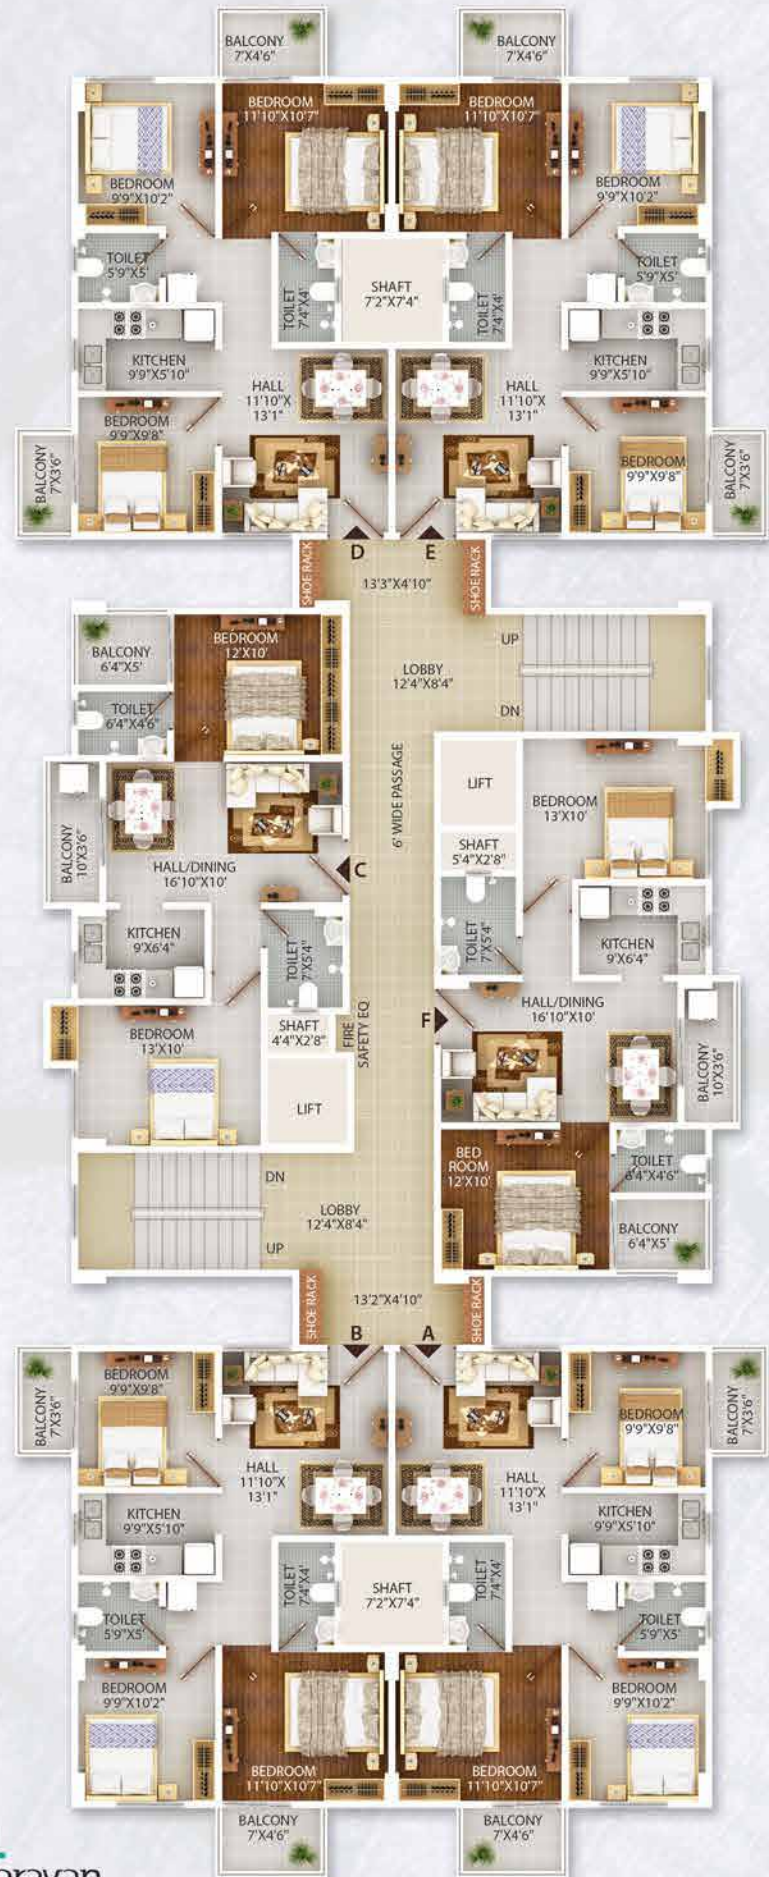 BALCONY
7'X4'6"
BALCONY
7'X4'6"
BEDROOM
11'10"X10'7"
BEDROOM
11'10"X10'7"
BEDROOM
9'9"X10'2"
BEDROOM
9'9"X10'2"
TOILET
5'9"X5'
TOILET
7'4"X4'
SHAFT
7'2"X7'4"
TOILET
7'4"X4'
TOILET
5'9"X5'
KITCHEN
9'9"X5'10"
KITCHEN
9'9"X5'10"
HALL
11'10"X
13'1"
HALL
11'10"X
13'1"
BEDROOM
9'9"X9'8"
BEDROOM
9'9"X9'8"
BALCONY
7'X3'6"
BALCONY
7'X3'6"
D
E
SHOE RACK
13'3"X4'10"
SHOE RACK
BALCONY
6'4"X5'
BEDROOM
12'X10'
UP
LOBBY
12'4"X8'4"
DN
TOILET
6'4"X4'6"
6' WIDE PASSAGE
LIFT
BEDROOM
13'X10'
BALCONY
10'X3'6"
HALL/DINING
16'10"X10'
C
SHAFT
5'4"X2'8"
KITCHEN
9'X6'4"
TOILET
7'X5'4"
TOILET
7'X5'4"
KITCHEN
9'X6'4"
BEDROOM
13'X10'
SHAFT
4'4"X2'8"
FIRE
SAFETY EQ
F
HALL/DINING
16'10"X10'
BALCONY
10'X3'6"
LIFT
BED
ROOM
12'X10'
TOILET
6'4"X4'6"
DN
LOBBY
12'4"X8'4"
UP
BALCONY
6'4"X5'
SHOE RACK
13'2"X4'10"
SHOE RACK
B
A
BALCONY
7'X3'6"
BEDROOM
9'9"X9'8"
BEDROOM
9'9"X9'8"
BALCONY
7'X3'6"
HALL
11'10"X
13'1"
HALL
11'10"X
13'1"
KITCHEN
9'9"X5'10"
KITCHEN
9'9"X5'10"
TOILET
5'9"X5'
TOILET
7'4"X4'
SHAFT
7'2"X7'4"
TOILET
7'4"X4'
TOILET
5'9"X5'
BEDROOM
9'9"X10'2"
BEDROOM
9'9"X10'2"
BEDROOM
11'10"X10'7"
BEDROOM
11'10"X10'7"
BALCONY
7'X4'6"
BALCONY
7'X4'6"